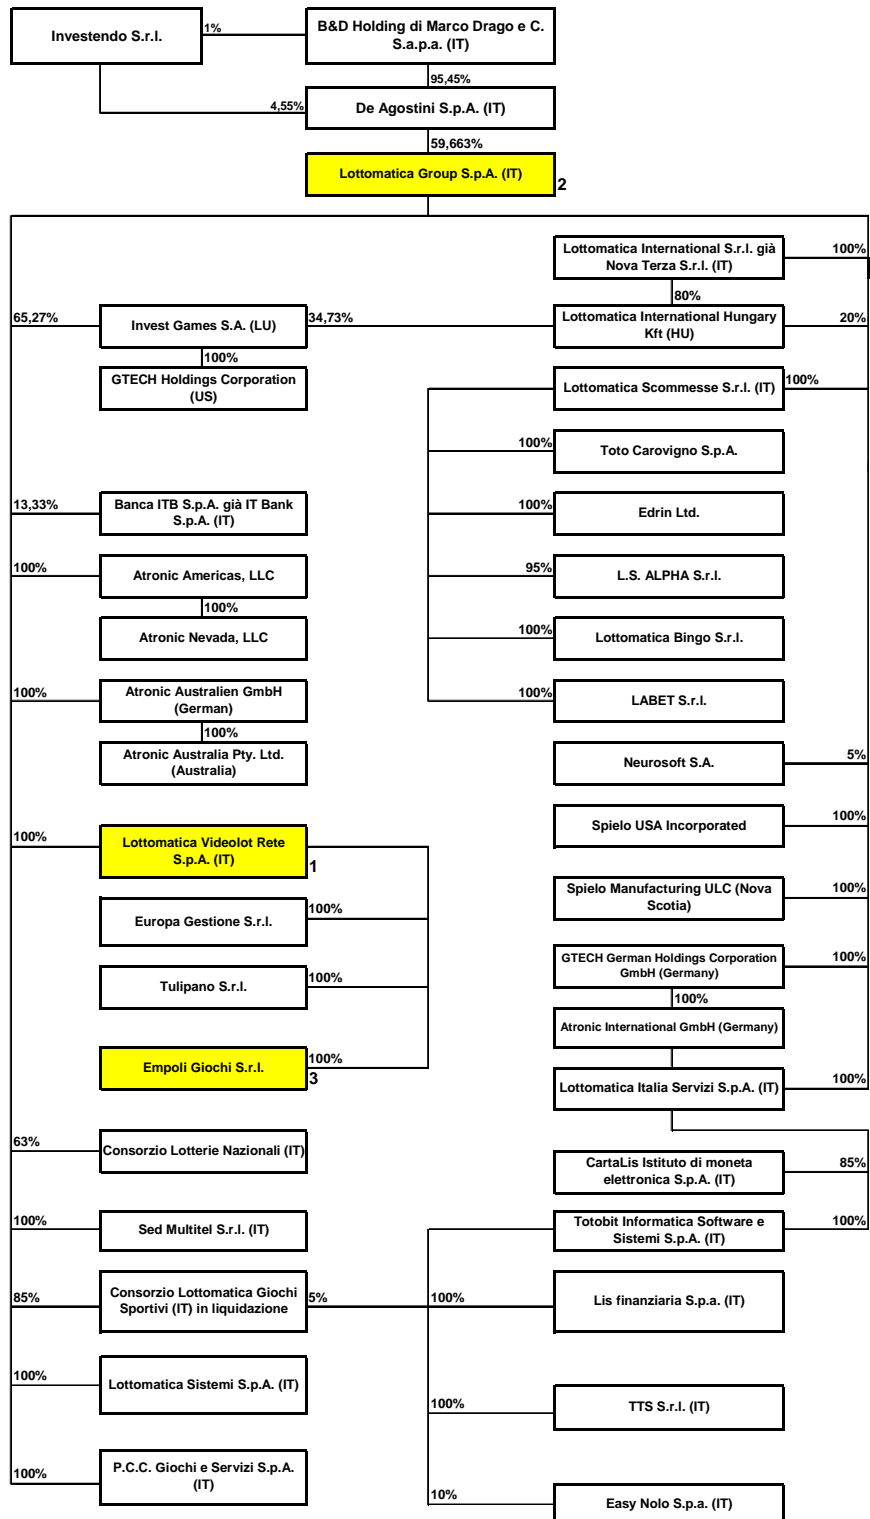 Investendo S.r.l.
1%
B&D Holding di Marco Drago e C.
S.a.p.a. (IT)
95,45%
4,55%
De Agostini S.p.A. (IT)
59,663%
Lottomatica Group S.p.A. (IT)
2
Lottomatica International S.r.l. già
Nova Terza S.r.l. (IT)
100%
80%
65,27%
Invest Games S.A. (LU)
34,73%
Lottomatica International Hungary
Kft (HU)
20%
100%
GTECH Holdings Corporation
(US)
Lottomatica Scommesse S.r.l. (IT)
100%
100%
Toto Carovigno S.p.A.
13,33%
Banca ITB S.p.A. già IT Bank
S.p.A. (IT)
100%
Edrin Ltd.
100%
Atronic Americas, LLC
95%
L.S. ALPHA S.r.l.
100%
Atronic Nevada, LLC
100%
Lottomatica Bingo S.r.l.
100%
Atronic Australien GmbH
(German)
100%
LABET S.r.l.
100%
Atronic Australia Pty. Ltd.
(Australia)
Neurosoft S.A.
5%
100%
Lottomatica Videolot Rete
S.p.A. (IT)
1
Spielo USA Incorporated
100%
Europa Gestione S.r.l.
100%
Spielo Manufacturing ULC (Nova
Scotia)
100%
Tulipano S.r.l.
100%
GTECH German Holdings Corporation
GmbH (Germany)
100%
100%
Atronic International GmbH (Germany)
Empoli Giochi S.r.l.
100%
3
Lottomatica Italia Servizi S.p.A. (IT)
100%
63%
Consorzio Lotterie Nazionali (IT)
CartaLis Istituto di moneta
elettronica S.p.A. (IT)
85%
100%
Sed Multitel S.r.l. (IT)
Totobit Informatica Software e
Sistemi S.p.A. (IT)
100%
85%
Consorzio Lottomatica Giochi
Sportivi (IT) in liquidazione
5%
100%
Lis finanziaria S.p.a. (IT)
100%
Lottomatica Sistemi S.p.A. (IT)
100%
TTS S.r.l. (IT)
100%
P.C.C. Giochi e Servizi S.p.A.
(IT)
10%
Easy Nolo S.p.a. (IT)